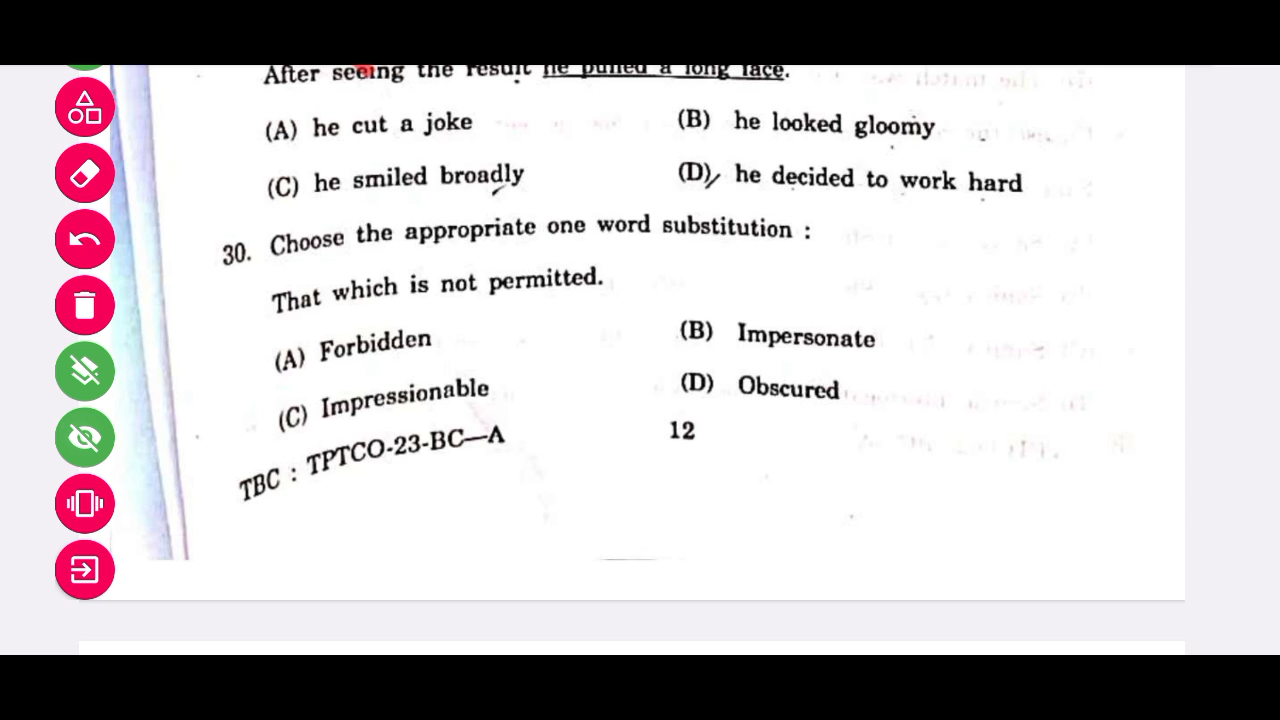 After seeing the result he pulled a long face.
(A) he cut a joke
(B) he looked gloomy
(C) he smiled broadly
(D) he decided to work hard
30. Choose the appropriate one word substitution :
That which is not permitted.
(A) Forbidden
(B) Impersonate
(C) Impressionable
(D) Obscured
TBC : TPTCO-23-BC—A
12